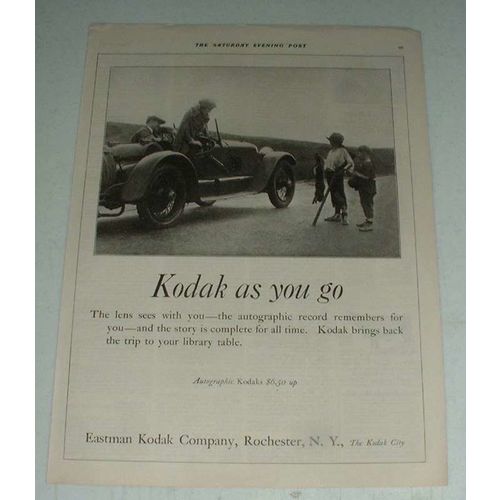 THE SATURDAY EVENING POST
Kodak as you go
The lens sees with you—the autographic record remembers for
you—and the story is complete for all time. Kodak brings back
the trip to your library table.
Autographic Kodaks $6.50 up
Eastman Kodak Company, Rochester, N. Y., The Kodak City